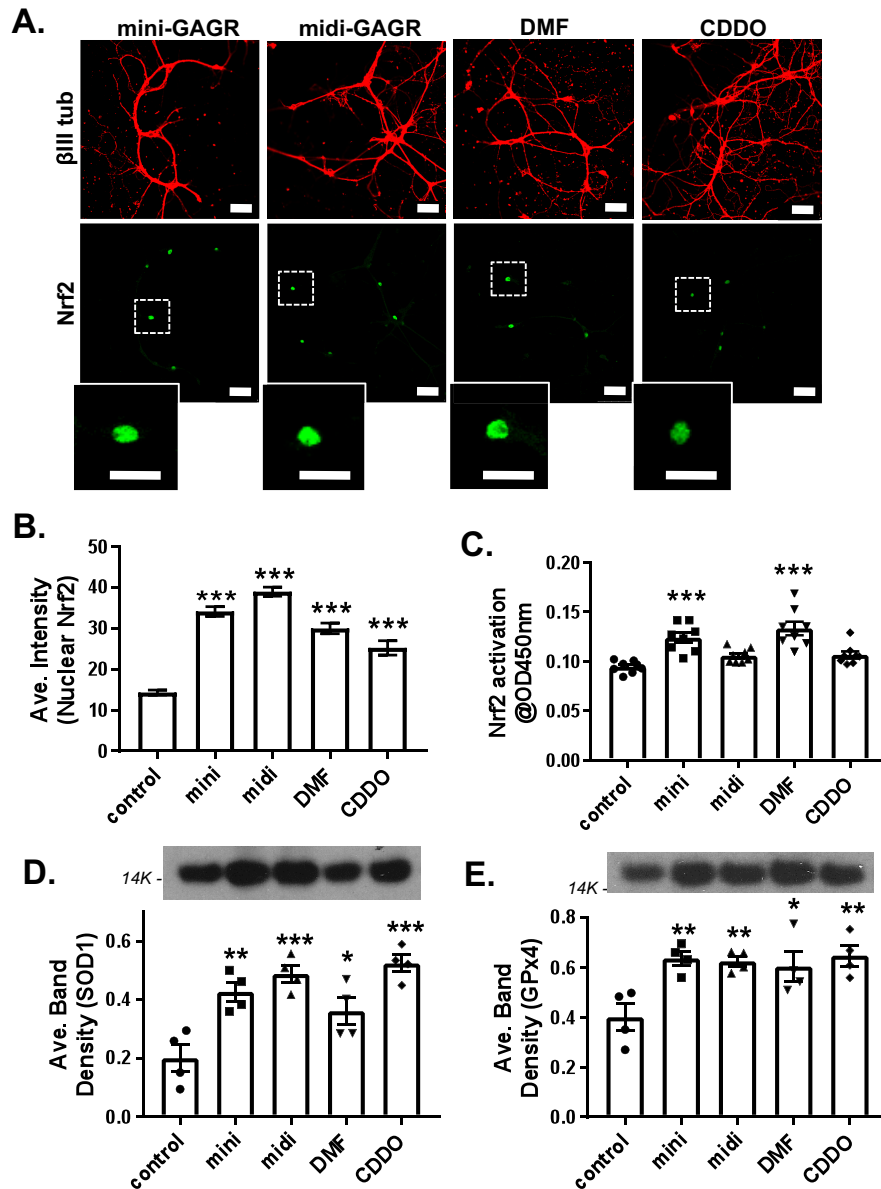 A.
mini-GAGR
midi-GAGR
DMF
CDDO
βIII tub
Nrf2
B.
Ave. Intensity
(Nuclear Nrf2)
50
40
30
20
10
0
***
***
***
***
control
mini
midi
DMF
CDDO
C.
Nrf2 activation
@OD450nm
0.20
0.15
0.10
0.05
0.00
***
***
control
mini
midi
DMF
CDDO
D.
14K -
Ave. Band
Density (SOD1)
0.6
0.4
0.2
0.0
**
***
*
***
control
mini
midi
DMF
CDDO
E.
14K -
Ave. Band
Density (GPx4)
0.8
0.6
0.4
0.2
0.0
**
**
*
**
control
mini
midi
DMF
CDDO